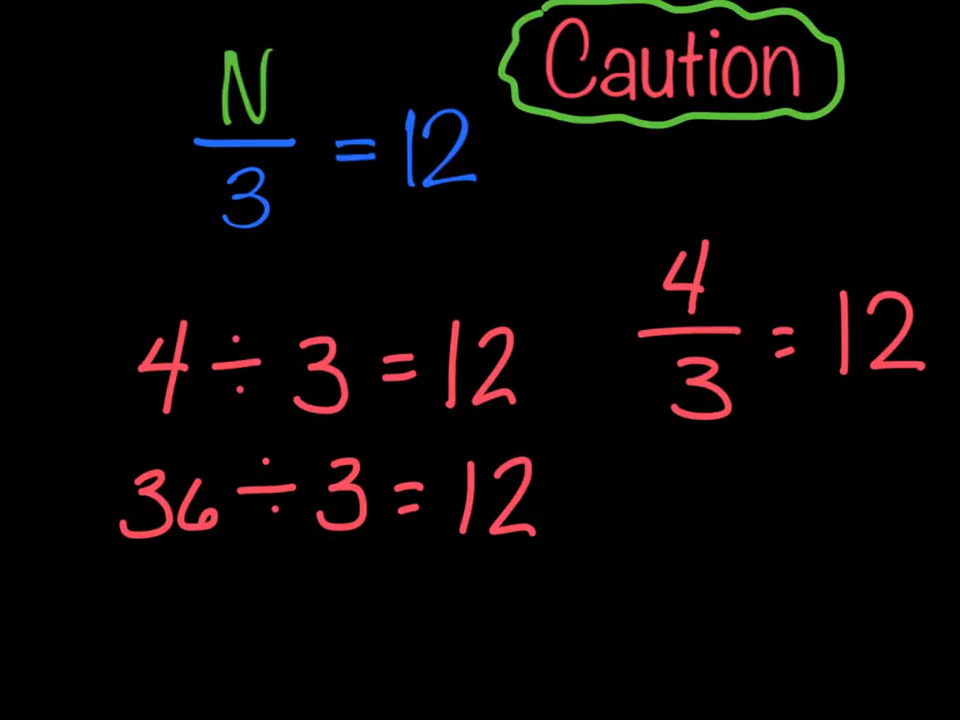 Caution
N/3 = 12
4 ÷ 3 = 12
4/3 = 12
36 ÷ 3 = 12